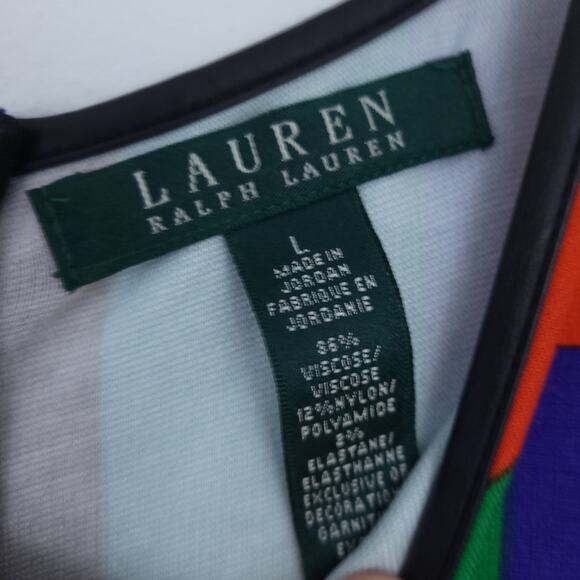 LAUREN
RALPH LAUREN
L
MADE IN
JORDAN
FABRIQUE EN
JORDANIE
86%
VISCOSE/
VISCOSE
12% NYLON/
POLYAMIDE
2%
ELASTANE/
ELASTHANNE
EXCLUSIVE OF
DECORATION